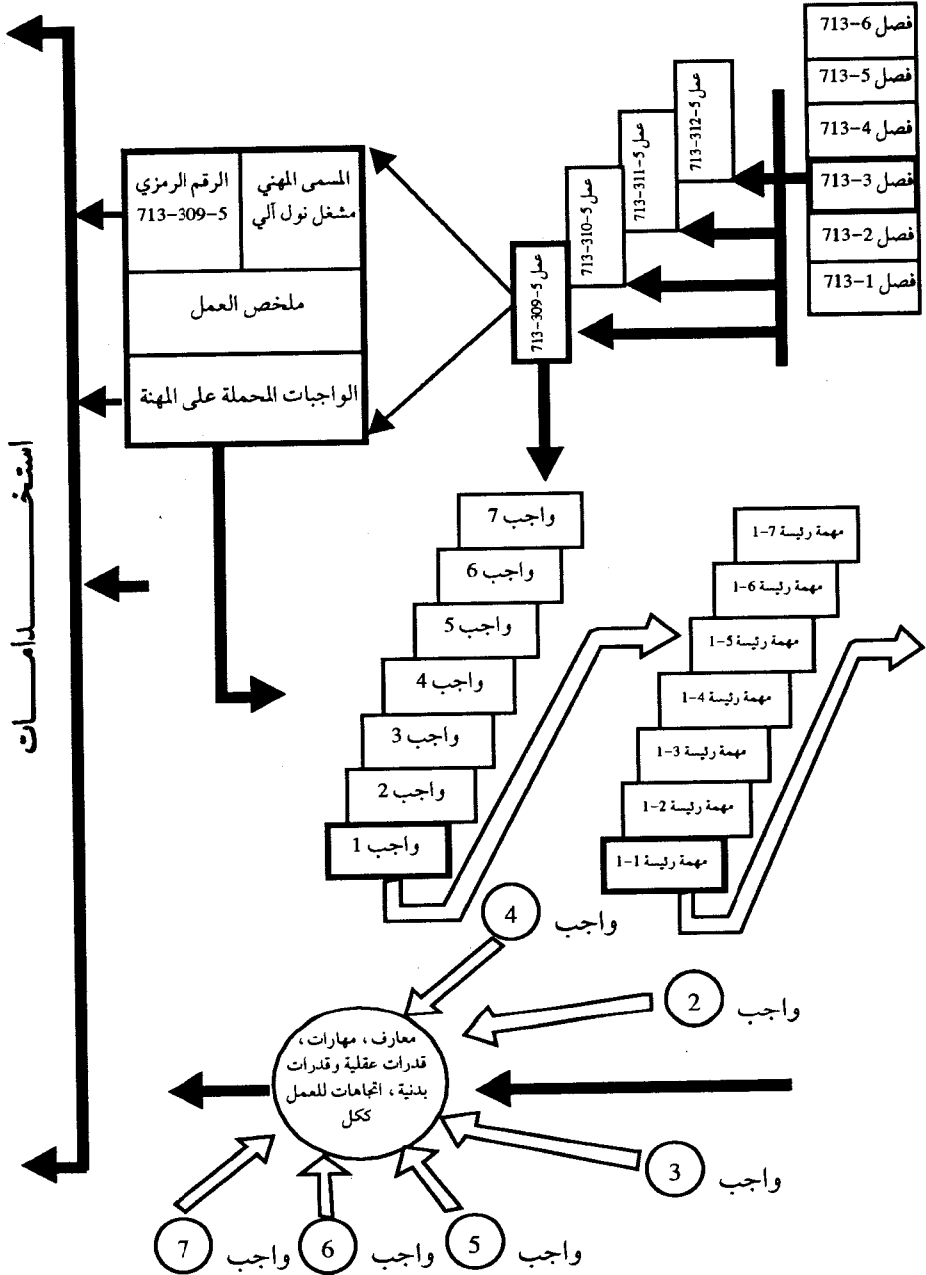 فصل 6-713
فصل 5-713
فصل 4-713
فصل 3-713
فصل 2-713
فصل 1-713
عمل 5-312-713
عمل 5-311-713
عمل 5-310-713
عمل 5-309-713
المسمى المهني
مشغل نول آلي
الرقم الرمزي
713-309-5
ملخص العمل
الواجبات المحملة على المهنة
استخـــــدامـــات
واجب 7
واجب 6
واجب 5
واجب 4
واجب 3
واجب 2
واجب 1
مهمة رئيسة 7-1
مهمة رئيسة 6-1
مهمة رئيسة 5-1
مهمة رئيسة 4-1
مهمة رئيسة 3-1
مهمة رئيسة 2-1
مهمة رئيسة 1-1
واجب 4
واجب 2
معارف ، مهارات ،
قدرات عقلية وقدرات
بدنية ، اتجاهات للعمل
ككل
واجب 3
واجب 5
واجب 6
واجب 7